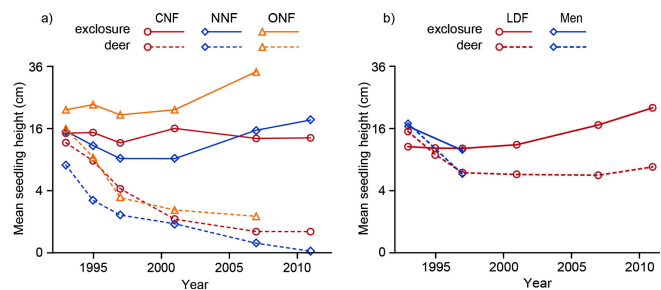 a) CNF NNF ONF
exclosure
deer
36
16
4
0
Mean seedling height (cm)
1995 2000 2005 2010
Year
b) LDF Men
exclosure
deer
36
16
4
0
Mean seedling height (cm)
1995 2000 2005 2010
Year